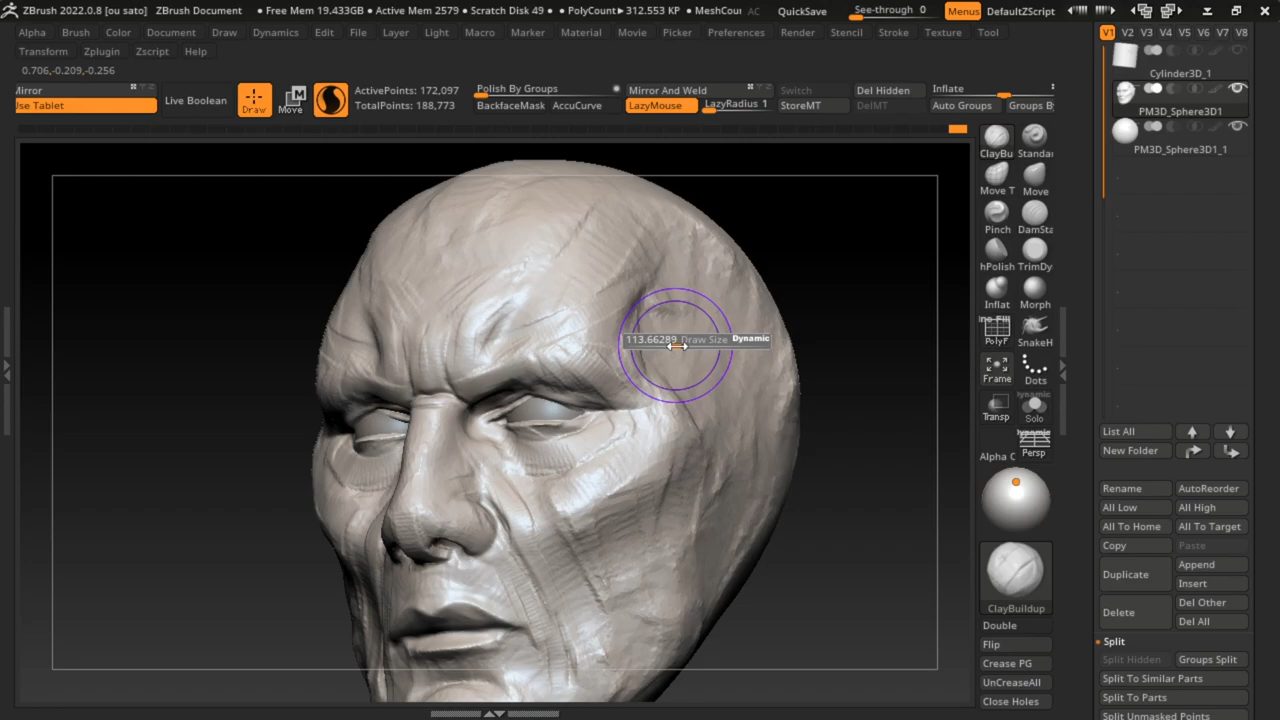 ZBrush 2022.0.8 [ou sato] ZBrush Document • Free Mem 19.433GB • Active Mem 2579 • Scratch Disk 49 • • PolyCount▶ 312.553 KP • MeshCou AC QuickSave See-through 0 Menus DefaultZScript
Alpha Brush Color Document Draw Dynamics Edit File Layer Light Macro Marker Material Movie Picker Preferences Render Stencil Stroke Texture Tool
Transform Zplugin Zscript Help
V1 V2 V3 V4 V5 V6 V7 V8
0.706,-0.209,-0.256
Mirror
Use Tablet
Live Boolean
Draw
Move
M
ActivePoints: 172,097
TotalPoints: 188,773
Polish By Groups
BackfaceMask AccuCurve
Mirror And Weld
LazyMouse LazyRadius 1
Switch
StoreMT
Del Hidden
DelMT
Inflate
Auto Groups Groups By
113.66289 Draw Size Dynamic
ClayBu Standa
Move T Move
Pinch DamSta
hPolish TrimDy
Inflat Morph
PolyF SnakeH
Frame Dots
Transp Dynamic Solo
Persp
Alpha O
ClayBuildup
Double
Flip
Crease PG
UnCreaseAll
Close Holes
Cylinder3D_1
PM3D_Sphere3D1
PM3D_Sphere3D1_1
List All
New Folder
Rename AutoReorder
All Low All High
All To Home All To Target
Copy Paste
Duplicate Append
Insert
Delete Del Other
Del All
Split
Split Hidden Groups Split
Split To Similar Parts
Split To Parts
Split Unmasked Points